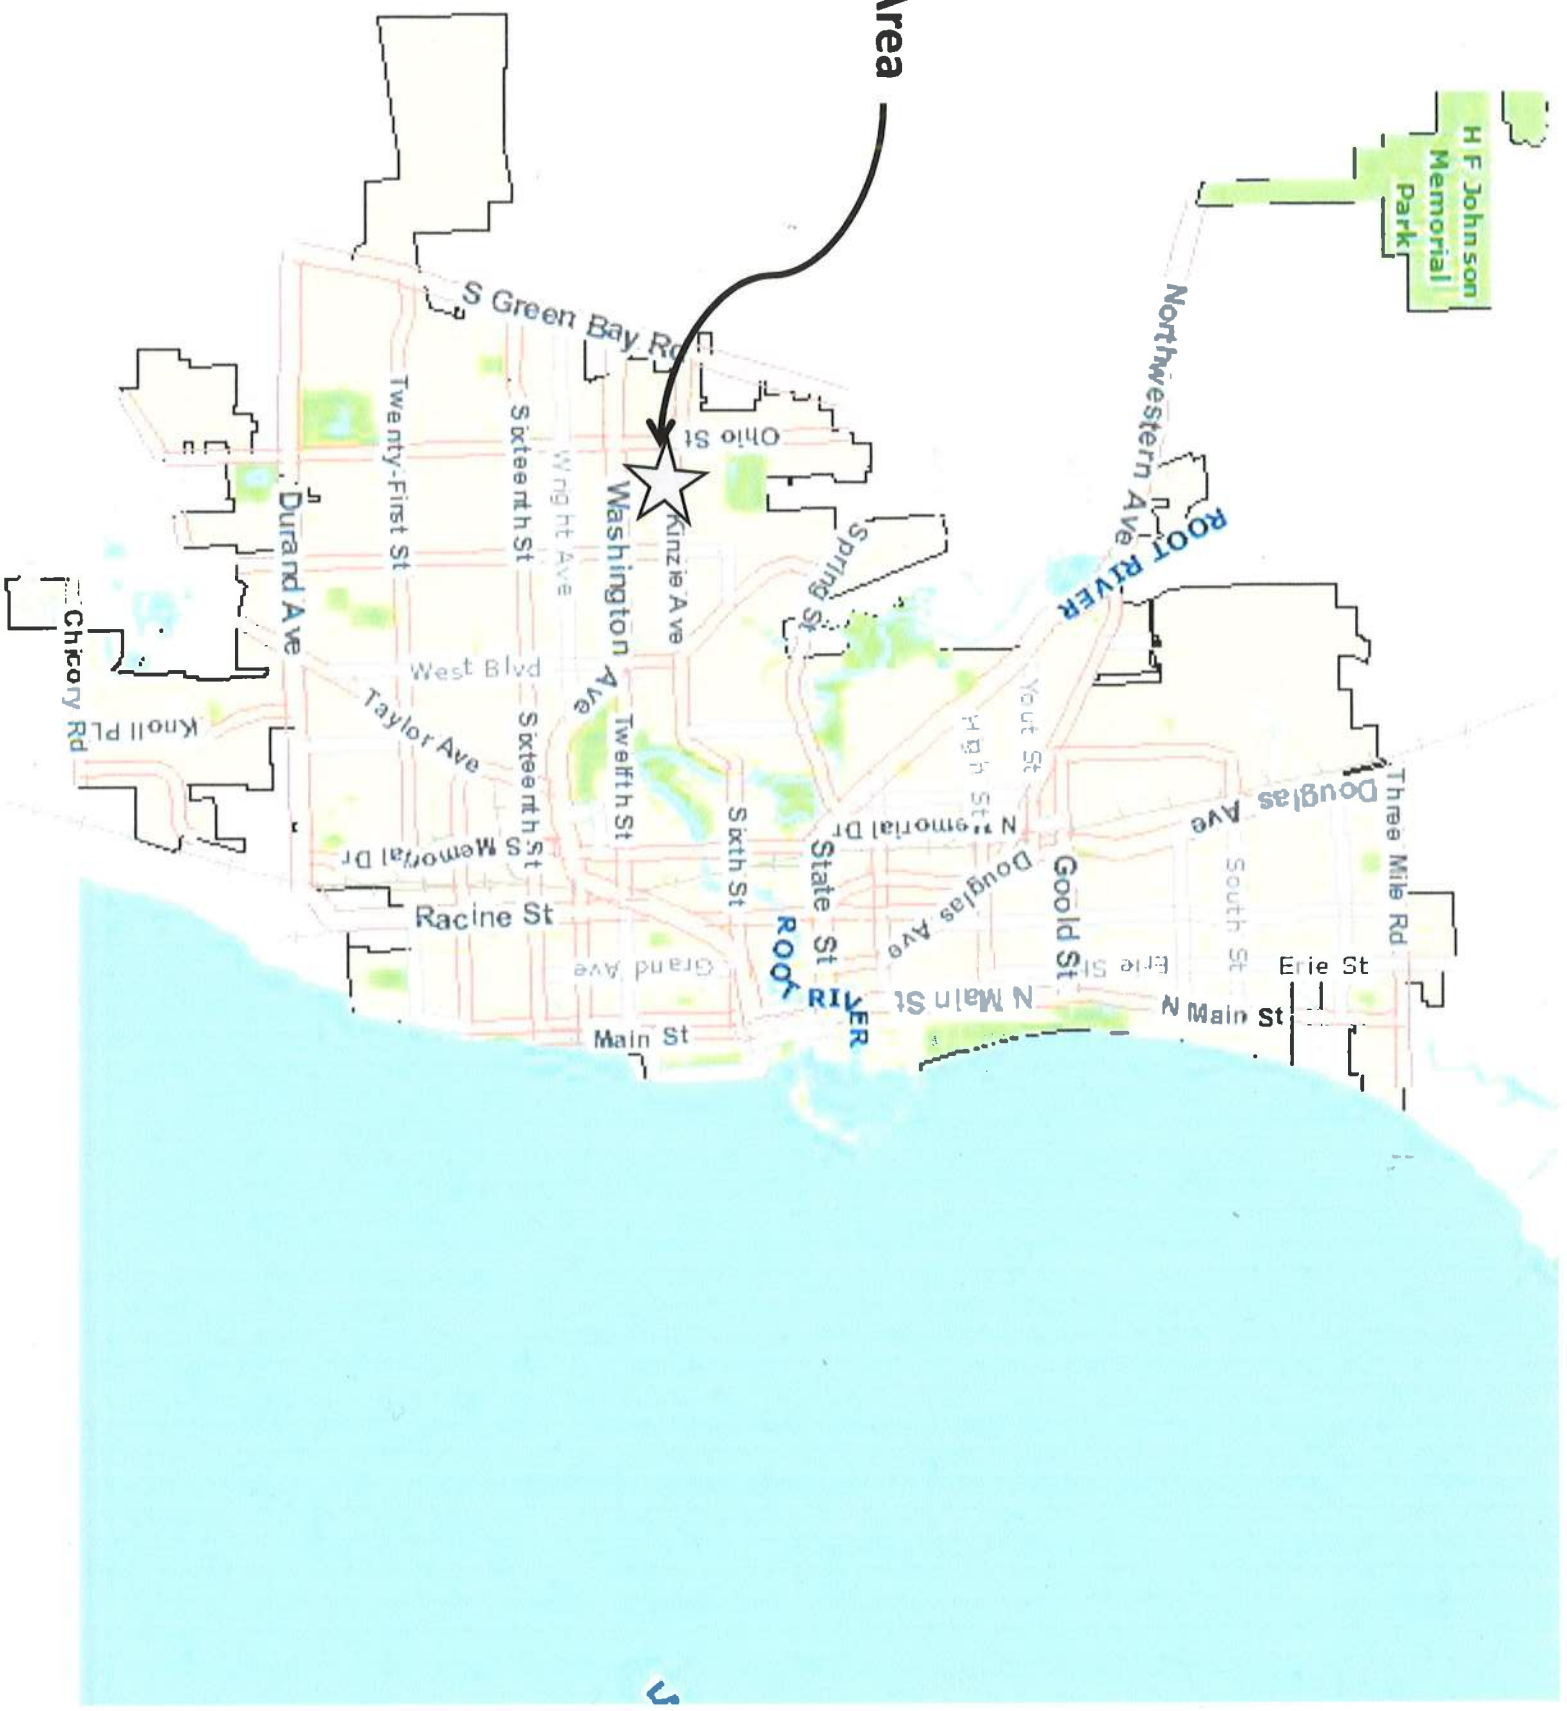 Area
H F Johnson
Memorial
Park
Northwestern Ave
ROOT RIVER
S Green Bay Rd
Ohio St
Twenty-First St
Sixteenth St
Wright Ave
Washington Ave
Kinzie Ave
Spring St
Durand Ave
Chicory Rd
Knoll Pl
West Blvd
Taylor Ave
Sixteenth St
Twelfth St
Sixth St
Yout St
High St
Douglas Ave
Three Mile Rd
N Memorial Dr
S Memorial Dr
State St
Douglas Ave
Goold St
South St
Racine St
Grand Ave
ROOT RIVER
Erie St
Erie St
N Main St
N Main St
Main St